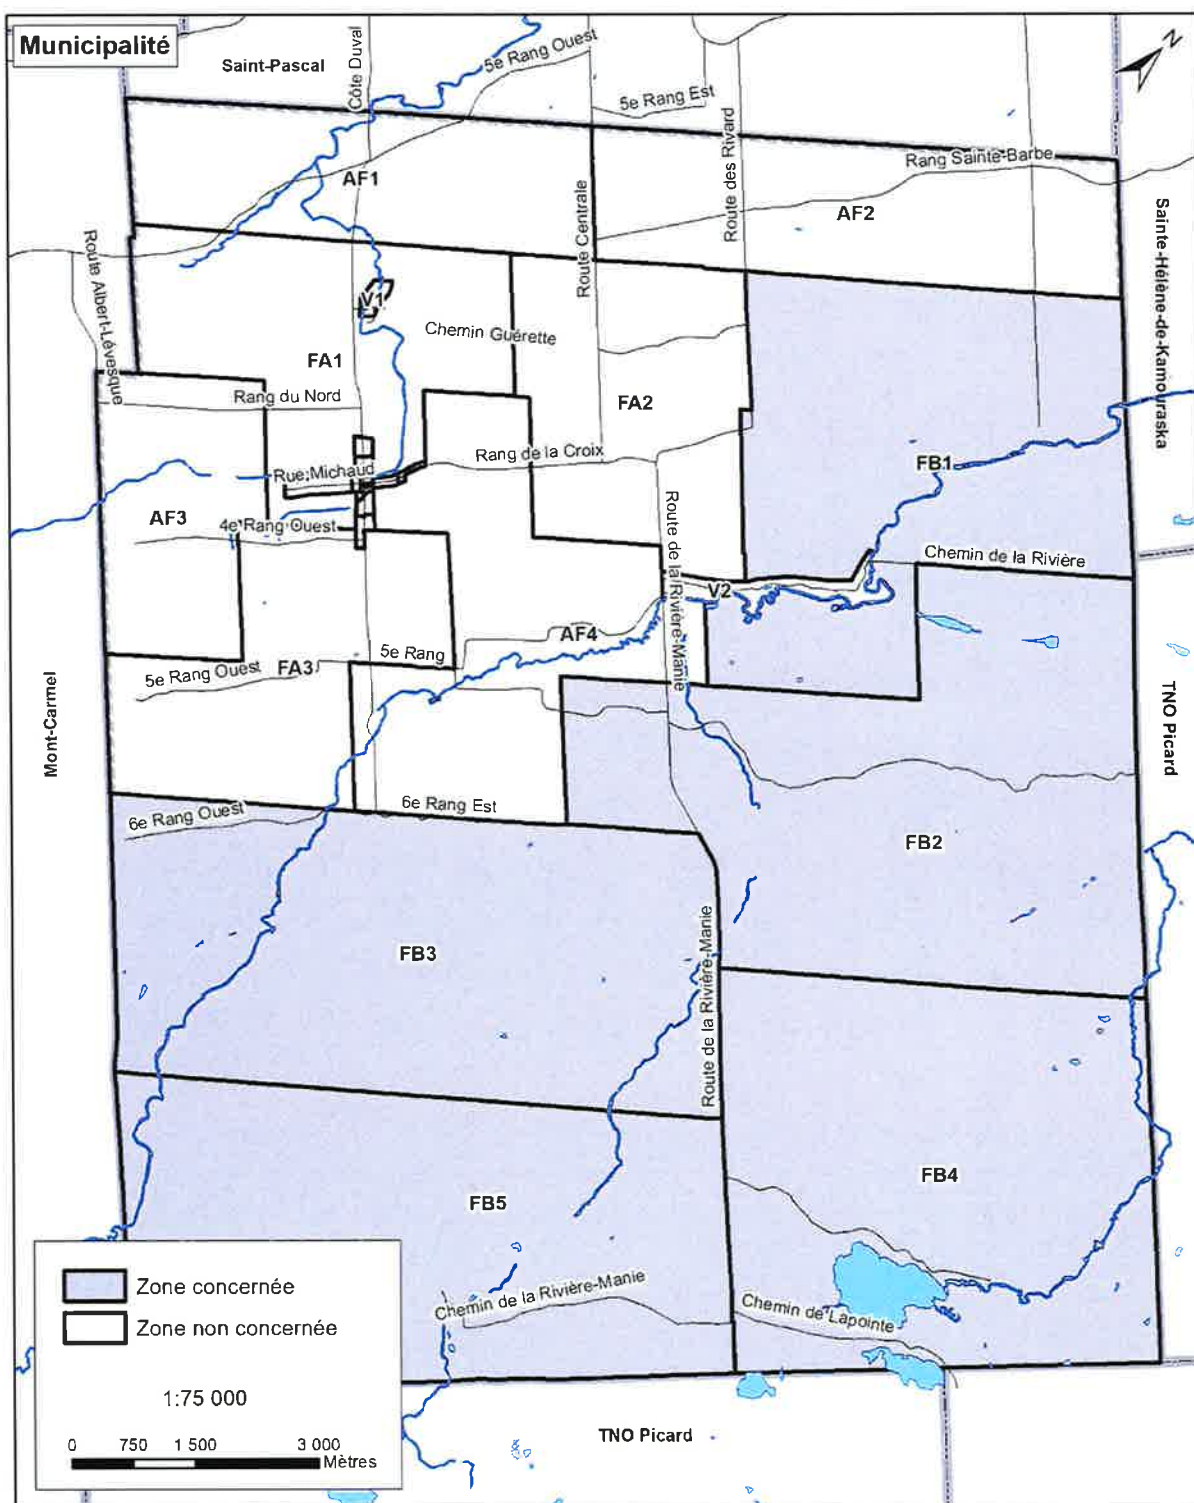 Municipalité
Saint-Pascal
Côte Duval
5e Rang Ouest
5e Rang Est
Route des Rivard
N
Rang Sainte-Barbe
AF1
AF2
Route Centrale
Sainte-Hélène-de-Kamouraska
Route Albert-Lévesque
V1
Chemin Guérette
FA1
Rang du Nord
FA2
Rang de la Croix
FB1
Rue Michaud
AF3
4e Rang Ouest
Route de la Rivière-Manie
Chemin de la Rivière
V2
AF4
5e Rang
5e Rang Ouest
FA3
Mont-Carmel
TNO Picard
6e Rang Ouest
6e Rang Est
FB2
FB3
Route de la Rivière-Manie
FB4
FB5
Chemin de la Rivière-Manie
Chemin de Lapointe
Zone concernée
Zone non concernée
1:75 000
0 750 1 500 3 000
Mètres
TNO Picard